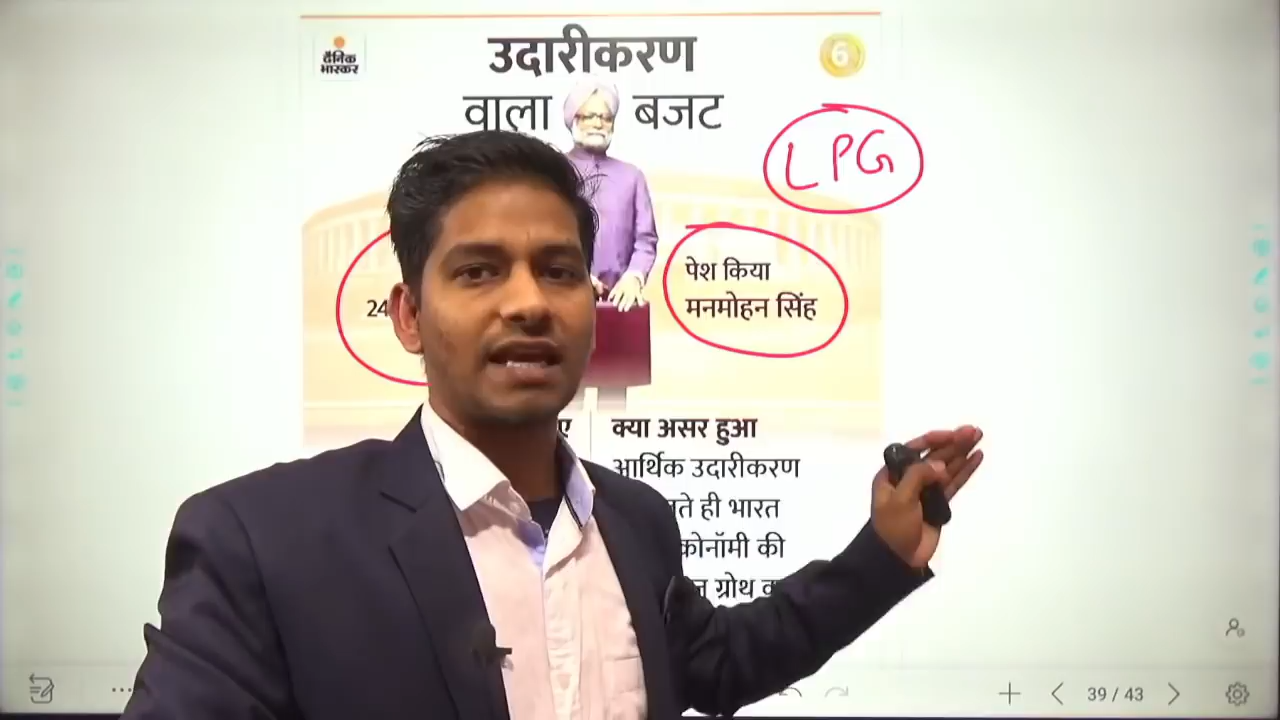 दैनिक
भास्कर
उदारीकरण
6
वाला बजट
LPG
पेश किया
24
मनमोहन सिंह
क्या असर हुआ
आर्थिक उदारीकरण
ही भारत
की
ग्रोथ
39 / 43